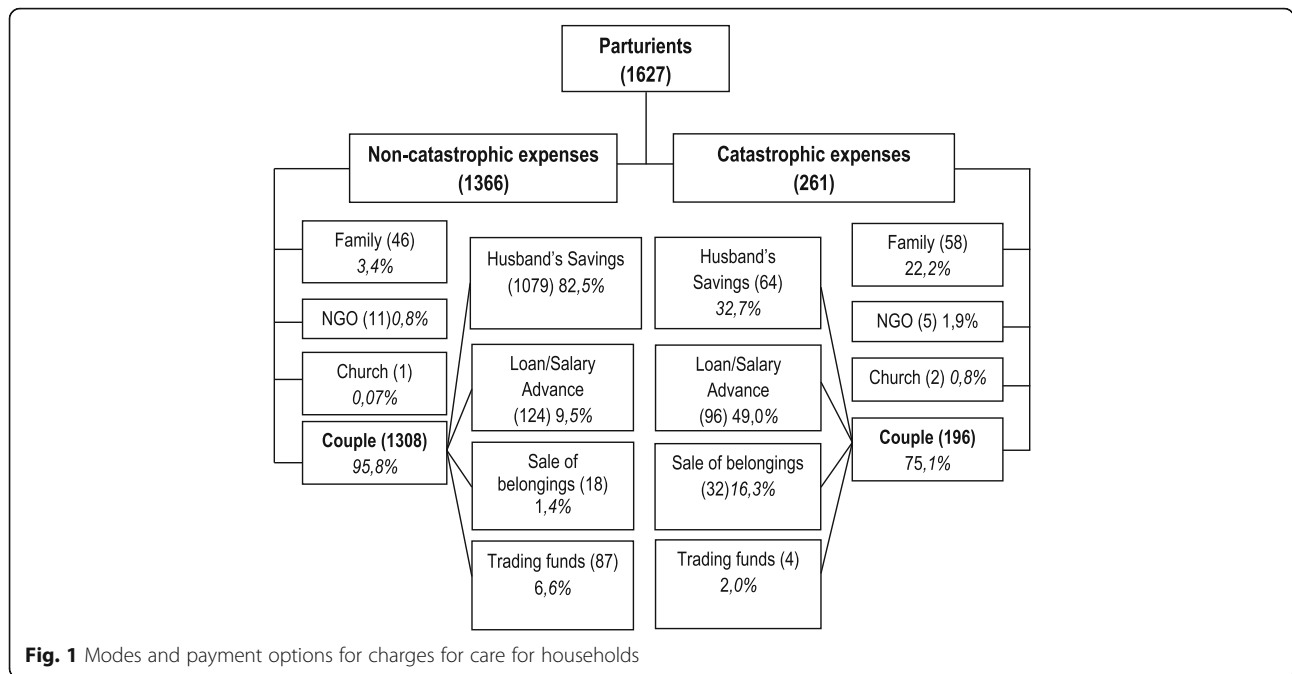 Parturients
(1627)
Non-catastrophic expenses
(1366)
Catastrophic expenses
(261)
Family (46)
3,4%
NGO (11)0,8%
Church (1)
0,07%
Couple (1308)
95,8%
Husband's Savings
(1079) 82,5%
Loan/Salary
Advance
(124) 9,5%
Sale of
belongings (18)
1,4%
Trading funds (87)
6,6%
Husband's
Savings (64)
32,7%
Loan/Salary
Advance
(96) 49,0%
Sale of belongings
(32)16,3%
Trading funds (4)
2,0%
Family (58)
22,2%
NGO (5) 1,9%
Church (2) 0,8%
Couple (196)
75,1%
Fig. 1 Modes and payment options for charges for care for households